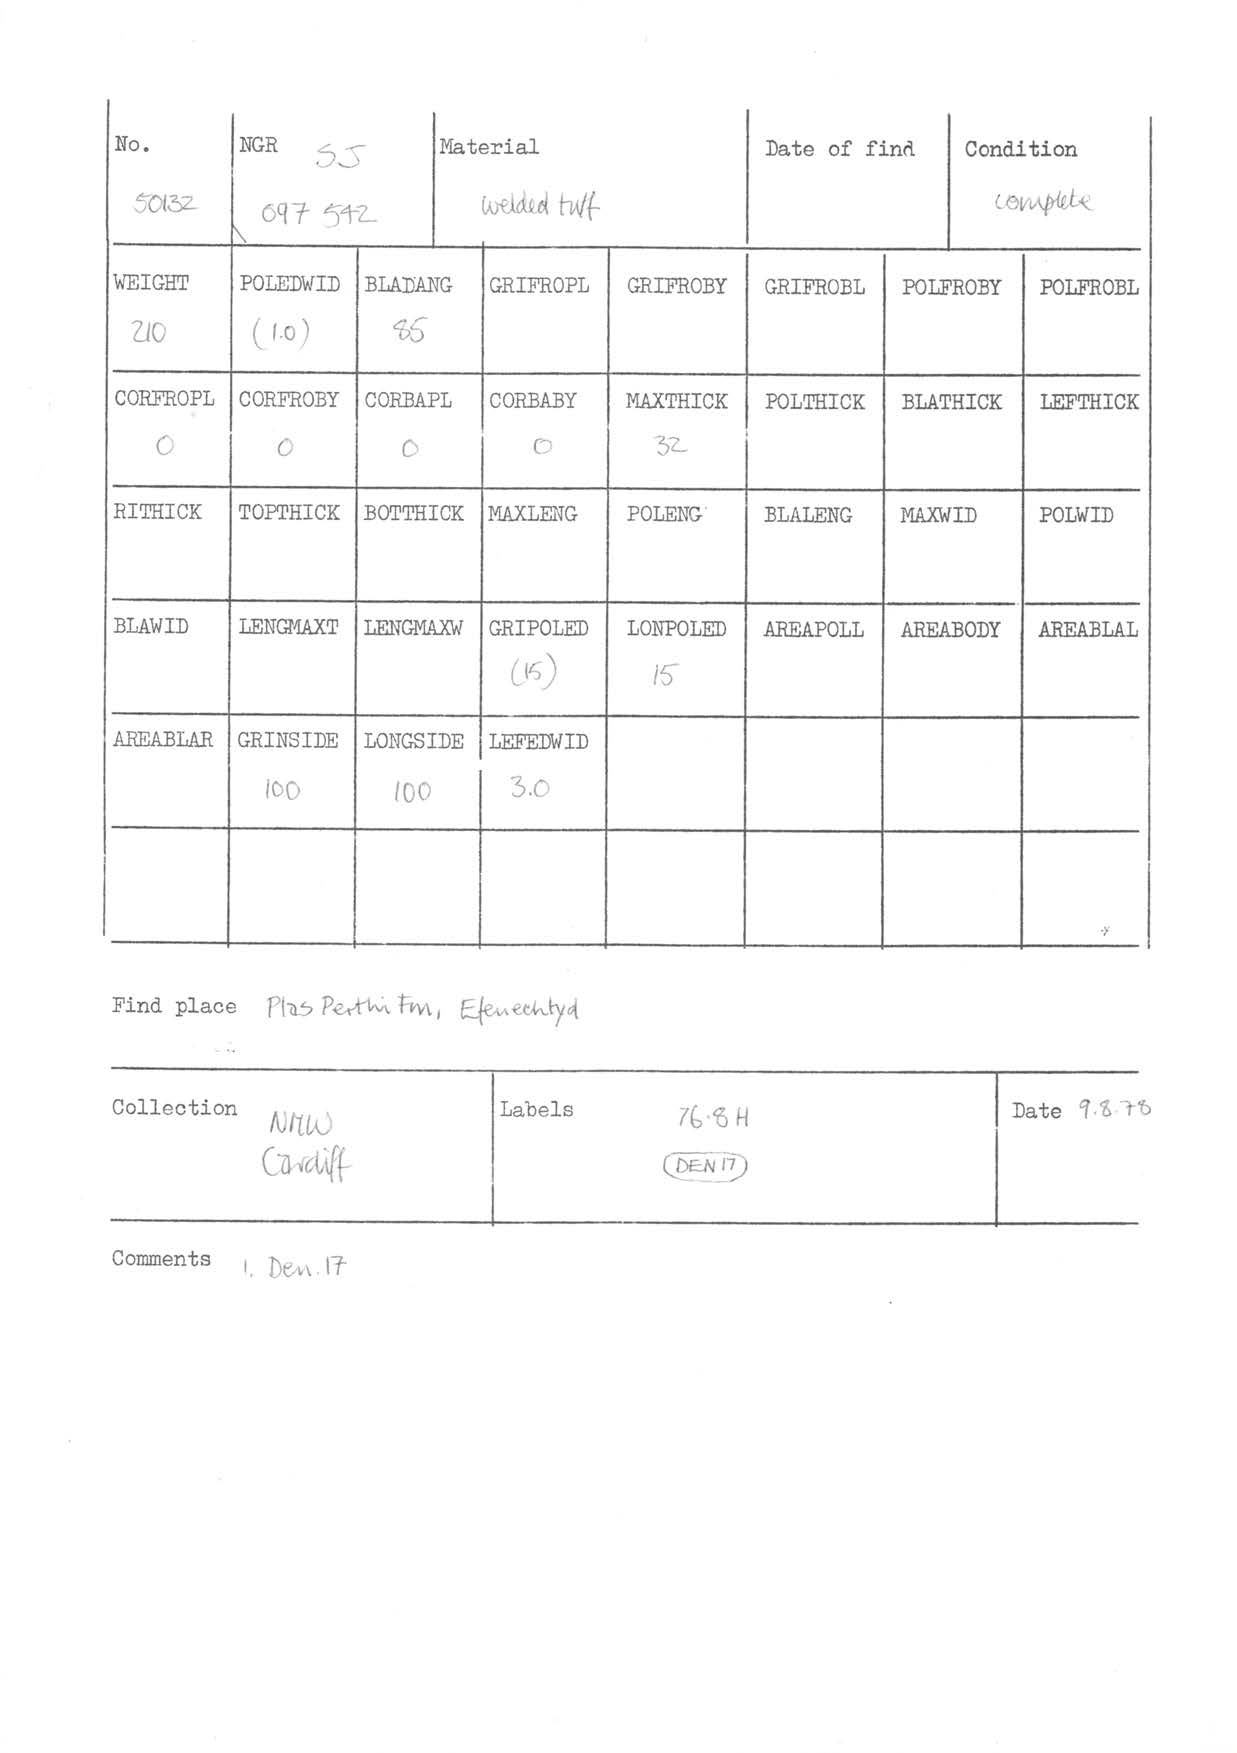 No. NGR SJ Material Date of find Condition
50132 097 542 welded tuff complete
WEIGHT POLEDWID BLADANG GRIFROPL GRIFROBY GRIFROBL POLFROBY POLFROBL
210 (1.0) 85
CORFROPL CORFROBY CORBAPL CORBABY MAXTHICK POLTHICK BLATHICK LEFTHICK
0 0 0 0 32
RITHICK TOPTHICK BOTTHICK MAXLENG POLENG BLALENG MAXWID POLWID
BLAWID LENGMAXT LENGMAXW GRIPOLED LONPOLED AREAPOLL AREABODY AREABLAL
(15) 15
AREABLAR GRINSIDE LONGSIDE LEFEDWID
100 100 3.0
Find place Plas Perthi Fm, Efenechtyd
Collection NMW Labels 76.8H Date 9.8.78
Cardiff DEN 17
Comments 1. Den.17